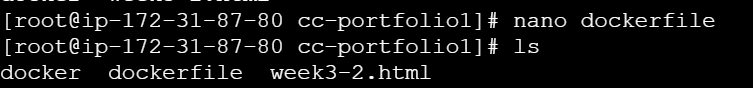 [root@ip-172-31-87-80 cc-portfolio1]# nano dockerfile
[root@ip-172-31-87-80 cc-portfolio1]# ls
docker  dockerfile  week3-2.html